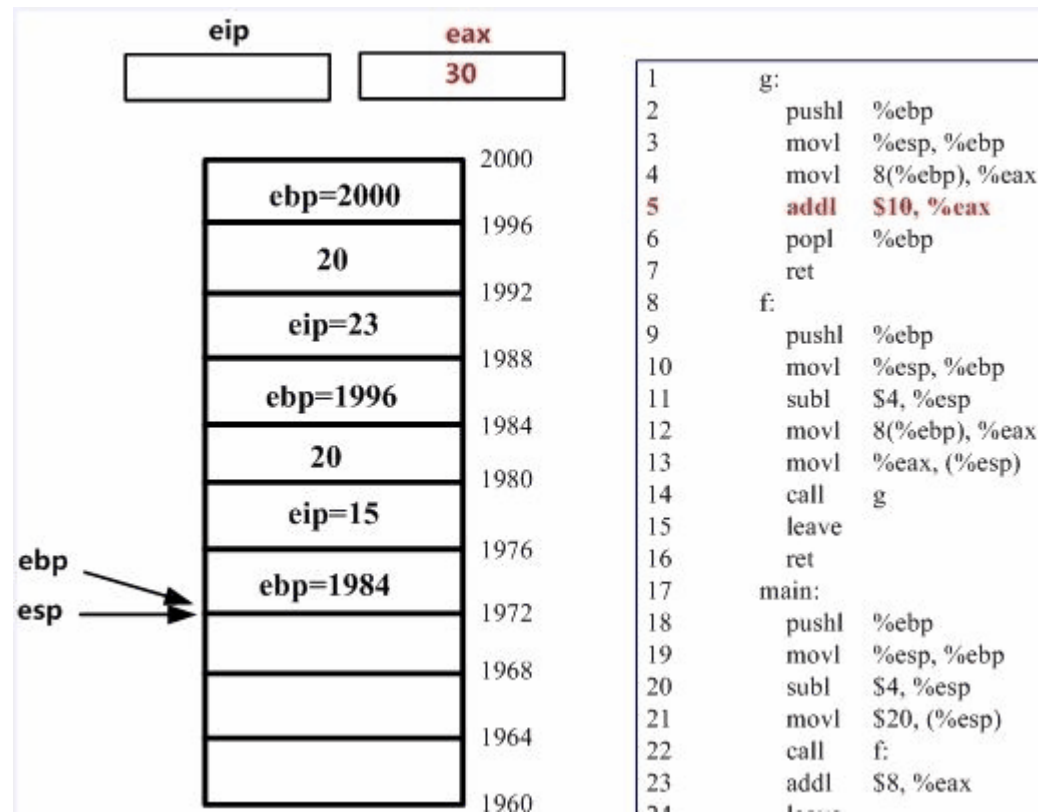 eip
eax
30
2000
ebp=2000
1996
20
1992
eip=23
1988
ebp=1996
1984
20
1980
eip=15
1976
ebp
ebp=1984
esp
1972
1968
1964
1960
1 g:
2 pushl %ebp
3 movl %esp, %ebp
4 movl 8(%ebp), %eax
5 addl $10, %eax
6 popl %ebp
7 ret
8 f:
9 pushl %ebp
10 movl %esp, %ebp
11 subl $4, %esp
12 movl 8(%ebp), %eax
13 movl %eax, (%esp)
14 call g
15 leave
16 ret
17 main:
18 pushl %ebp
19 movl %esp, %ebp
20 subl $4, %esp
21 movl $20, (%esp)
22 call f:
23 addl $8, %eax